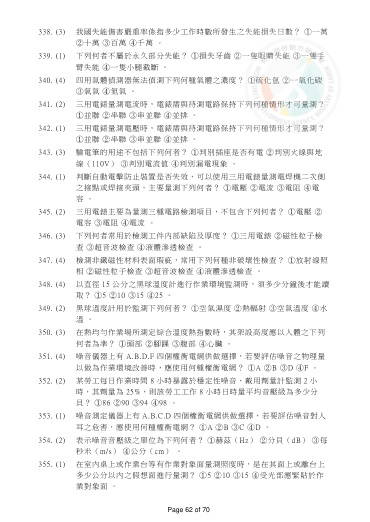 338. (3) 我國失能傷害嚴重率係指多少工作時數所發生之失能損失日數？ ①一萬
②十萬 ③百萬 ④千萬 。
339. (1) 下列何者不屬於永久部分失能？ ①損失牙齒 ②一隻眼睛失能 ③一隻手
臂失能 ④一隻小腿截斷 。
340. (4) 四用氣體偵測器無法偵測下列何種氣體之濃度？ ①硫化氫 ②一氧化碳
③氧氣 ④氮氣 。
341. (2) 三用電錶量測電流時，電錶需與待測電路保持下列何種情形才可量測？
①並聯 ②串聯 ③串並聯 ④並排 。
342. (1) 三用電錶量測電壓時，電錶需與待測電路保持下列何種情形才可量測？
①並聯 ②串聯 ③串並聯 ④並排 。
343. (3) 驗電筆的用途不包括下列何者？ ①判別插座是否有電 ②判別火線與地
線（110V） ③判別電流值 ④判別漏電現象 。
344. (1) 判斷自動電擊防止裝置是否失效，可以使用三用電錶量測電焊機二次側
之接點或焊接夾頭，主要量測下列何者？ ①電壓 ②電流 ③電阻 ④電
容 。
345. (2) 三用電錶主要為量測三種電路檢測項目，不包含下列何者？ ①電壓 ②
電容 ③電阻 ④電流 。
346. (3) 下列何者常用於檢測工件內部缺陷及厚度？ ①三用電錶 ②磁性粒子檢
查 ③超音波檢查 ④液體滲透檢查 。
347. (4) 檢測非鐵磁性材料表面瑕疵，常用下列何種非破壞性檢查？ ①放射線照
相 ②磁性粒子檢查 ③超音波檢查 ④液體滲透檢查 。
348. (4) 以直徑 15 公分之黑球溫度計進行作業環境監測時，須多少分鐘後才能讀
取？ ①5 ②10 ③15 ④25 。
349. (2) 黑球溫度計用於監測下列何者？ ①空氣濕度 ②熱輻射 ③空氣溫度 ④水
溫 。
350. (3) 在熱均勻作業場所測定綜合溫度熱指數時，其架設高度應以人體之下列
何者為準？ ①頭部 ②腳踝 ③腹部 ④心臟 。
351. (4) 噪音儀器上有 A.B.D.F 四個權衡電網供做選擇，若要評估噪音之物理量
以做為作業環境改善時，應使用何種權衡電網？ ①A ②B ③D ④F 。
352. (2) 某勞工每日作業時間 8 小時暴露於穩定性噪音，戴用劑量計監測 2 小
時，其劑量為 25%，則該勞工工作 8 小時日時量平均音壓級為多少分
貝？ ①86 ②90 ③94 ④98 。
353. (1) 噪音測定儀器上有 A.B.C.D 四個權衡電網供做選擇，若要評估噪音對人
耳之危害，應使用何種權衡電網？ ①A ②B ③C ④D 。
354. (2) 表示噪音音壓級之單位為下列何者？ ①赫茲（Hz） ②分貝（dB） ③每
秒米（m/s） ④公分（cm） 。
355. (1) 在室內桌上或作業台等有作業對象面量測照度時，是在其面上或離台上
多少公分以內之假想面進行量測？ ①5 ②10 ③15 ④受光部應緊貼於作
業對象面 。
Page 62 of 70